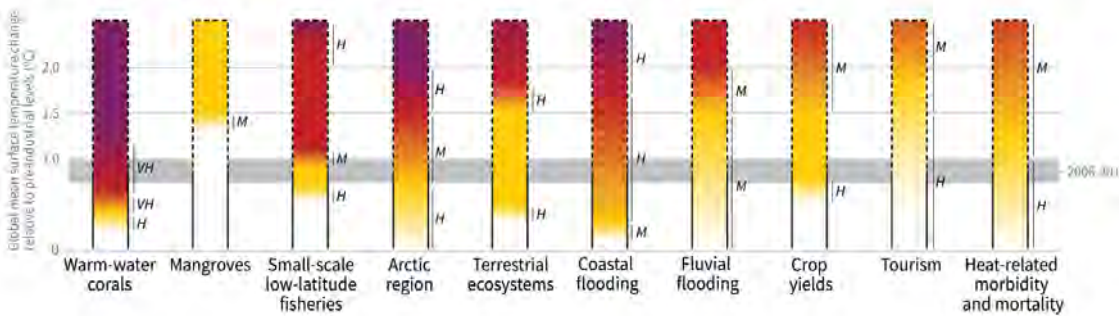 Global mean surface temperature change
relative to pre-industrial levels (°C)
2.0
1.5
1.0
0
VH
VH
H
M
H
M
H
H
M
H
H
H
H
H
M
M
M
M
H
M
H
M
H
Warm-water
corals
Mangroves
Small-scale
low-latitude
fisheries
Arctic
region
Terrestrial
ecosystems
Coastal
flooding
Fluvial
flooding
Crop
yields
Tourism
Heat-related
morbidity
and mortality